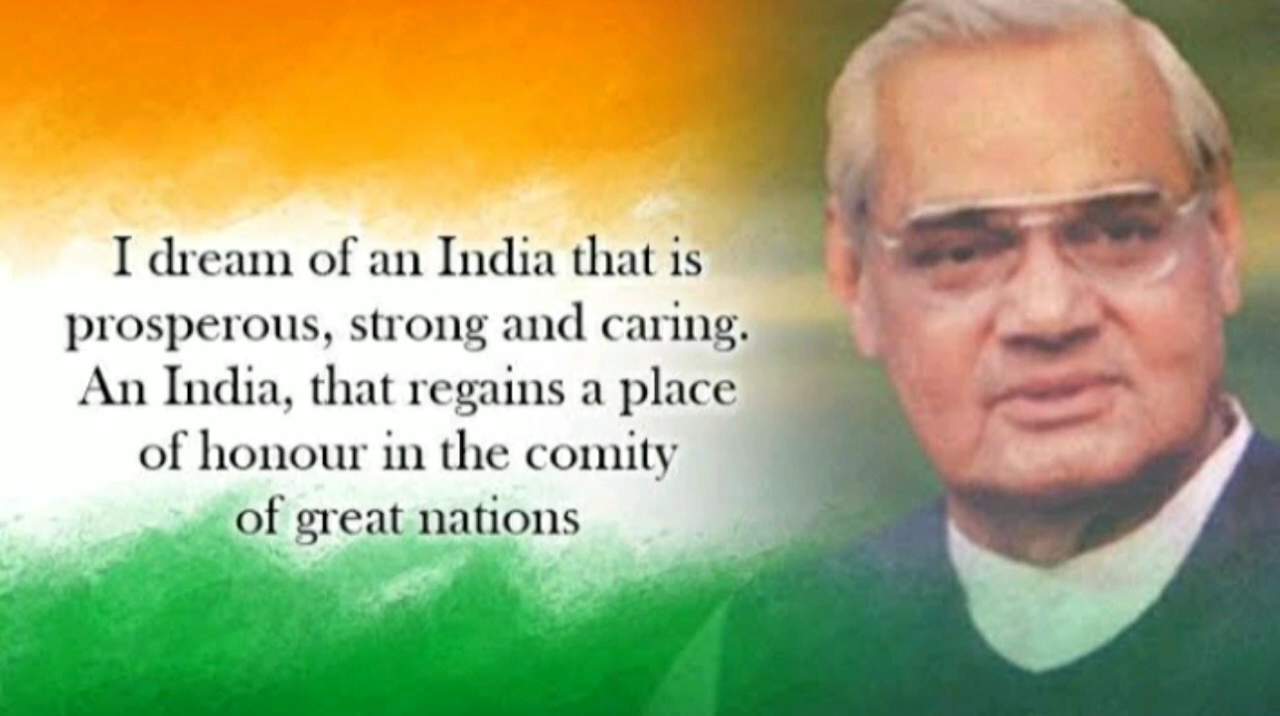 I dream of an India that is
prosperous, strong and caring.
An India, that regains a place
of honour in the comity
of great nations